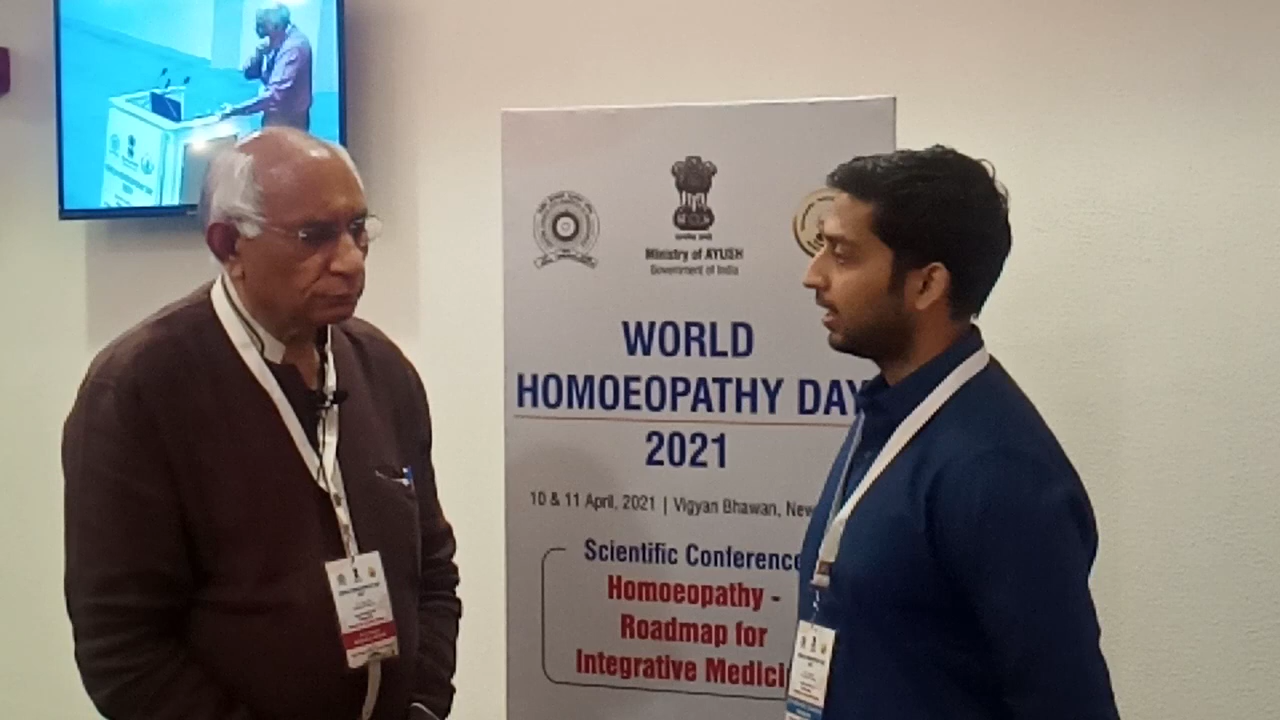 Ministry of AYUSH
Government of India
WORLD
HOMOEOPATHY DAY
2021
10 & 11 April, 2021 | Vigyan Bhawan, New
Scientific Conference
Homoeopathy -
Roadmap for
Integrative Medici